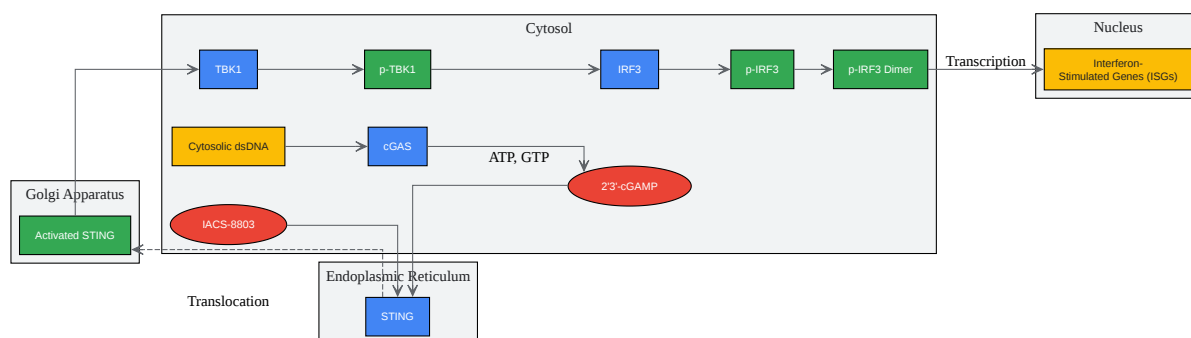 Cytosol
Nucleus
TBK1
p-TBK1
IRF3
p-IRF3
p-IRF3 Dimer
Transcription
Interferon-
Stimulated Genes (ISGs)
Cytosolic dsDNA
cGAS
ATP, GTP
2'3'-cGAMP
Golgi Apparatus
Activated STING
IACS-8803
Endoplasmic Reticulum
Translocation
STING